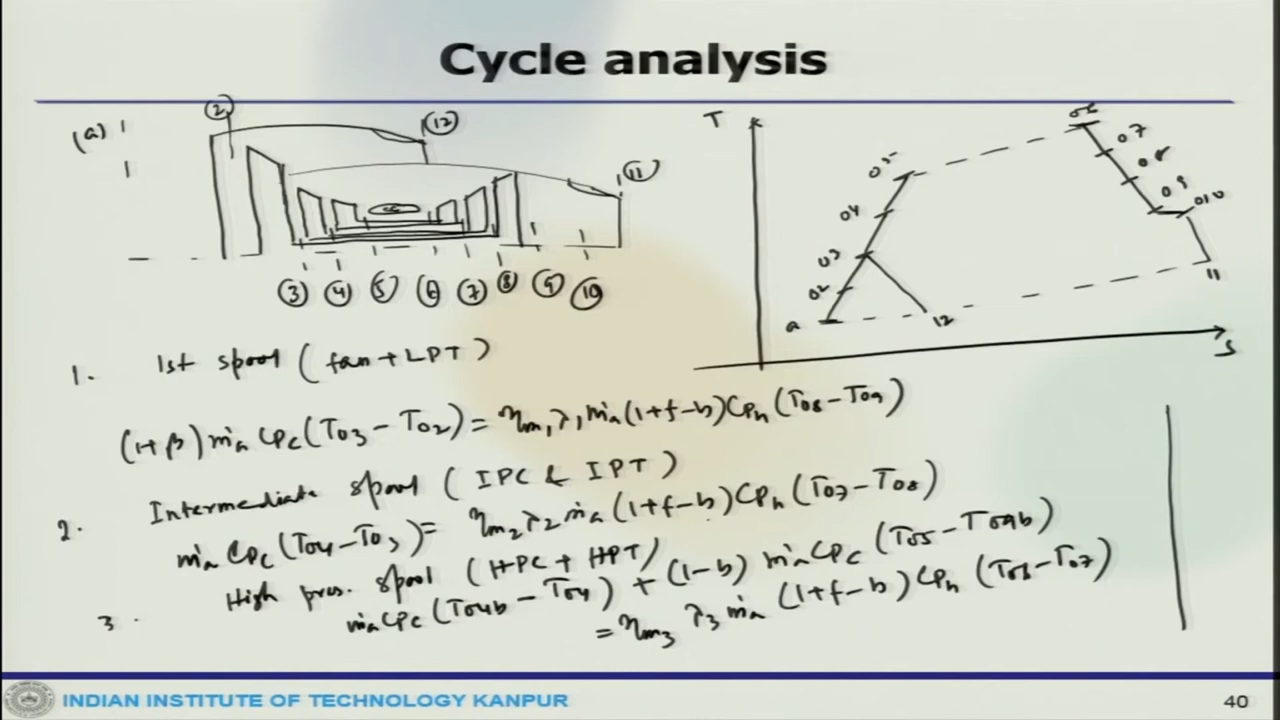 Cycle analysis
(a)
2
12
11
3 4 5 6 7 8 9 10
T
06
07
08
09
010
05
04
03
02
a
12
11
S
1. 1st spool (fan + LPT)
(1+β)ṁa Cpc (T03 − T02) = ηm1 λ1 ṁa (1+f−b) Cph (T08 − T09)
2. Intermediate spool (IPC & IPT)
ṁa Cpc (T04 − T03) = ηm2 λ2 ṁa (1+f−b) Cph (T07 − T08)
3. High pres. spool (HPC + HPT)
ṁa Cpc (T04b − T04) + (1−b) ṁa Cpc (T05 − T04b)
= ηm3 λ3 ṁa (1+f−b) Cph (T06 − T07)
INDIAN INSTITUTE OF TECHNOLOGY KANPUR
40